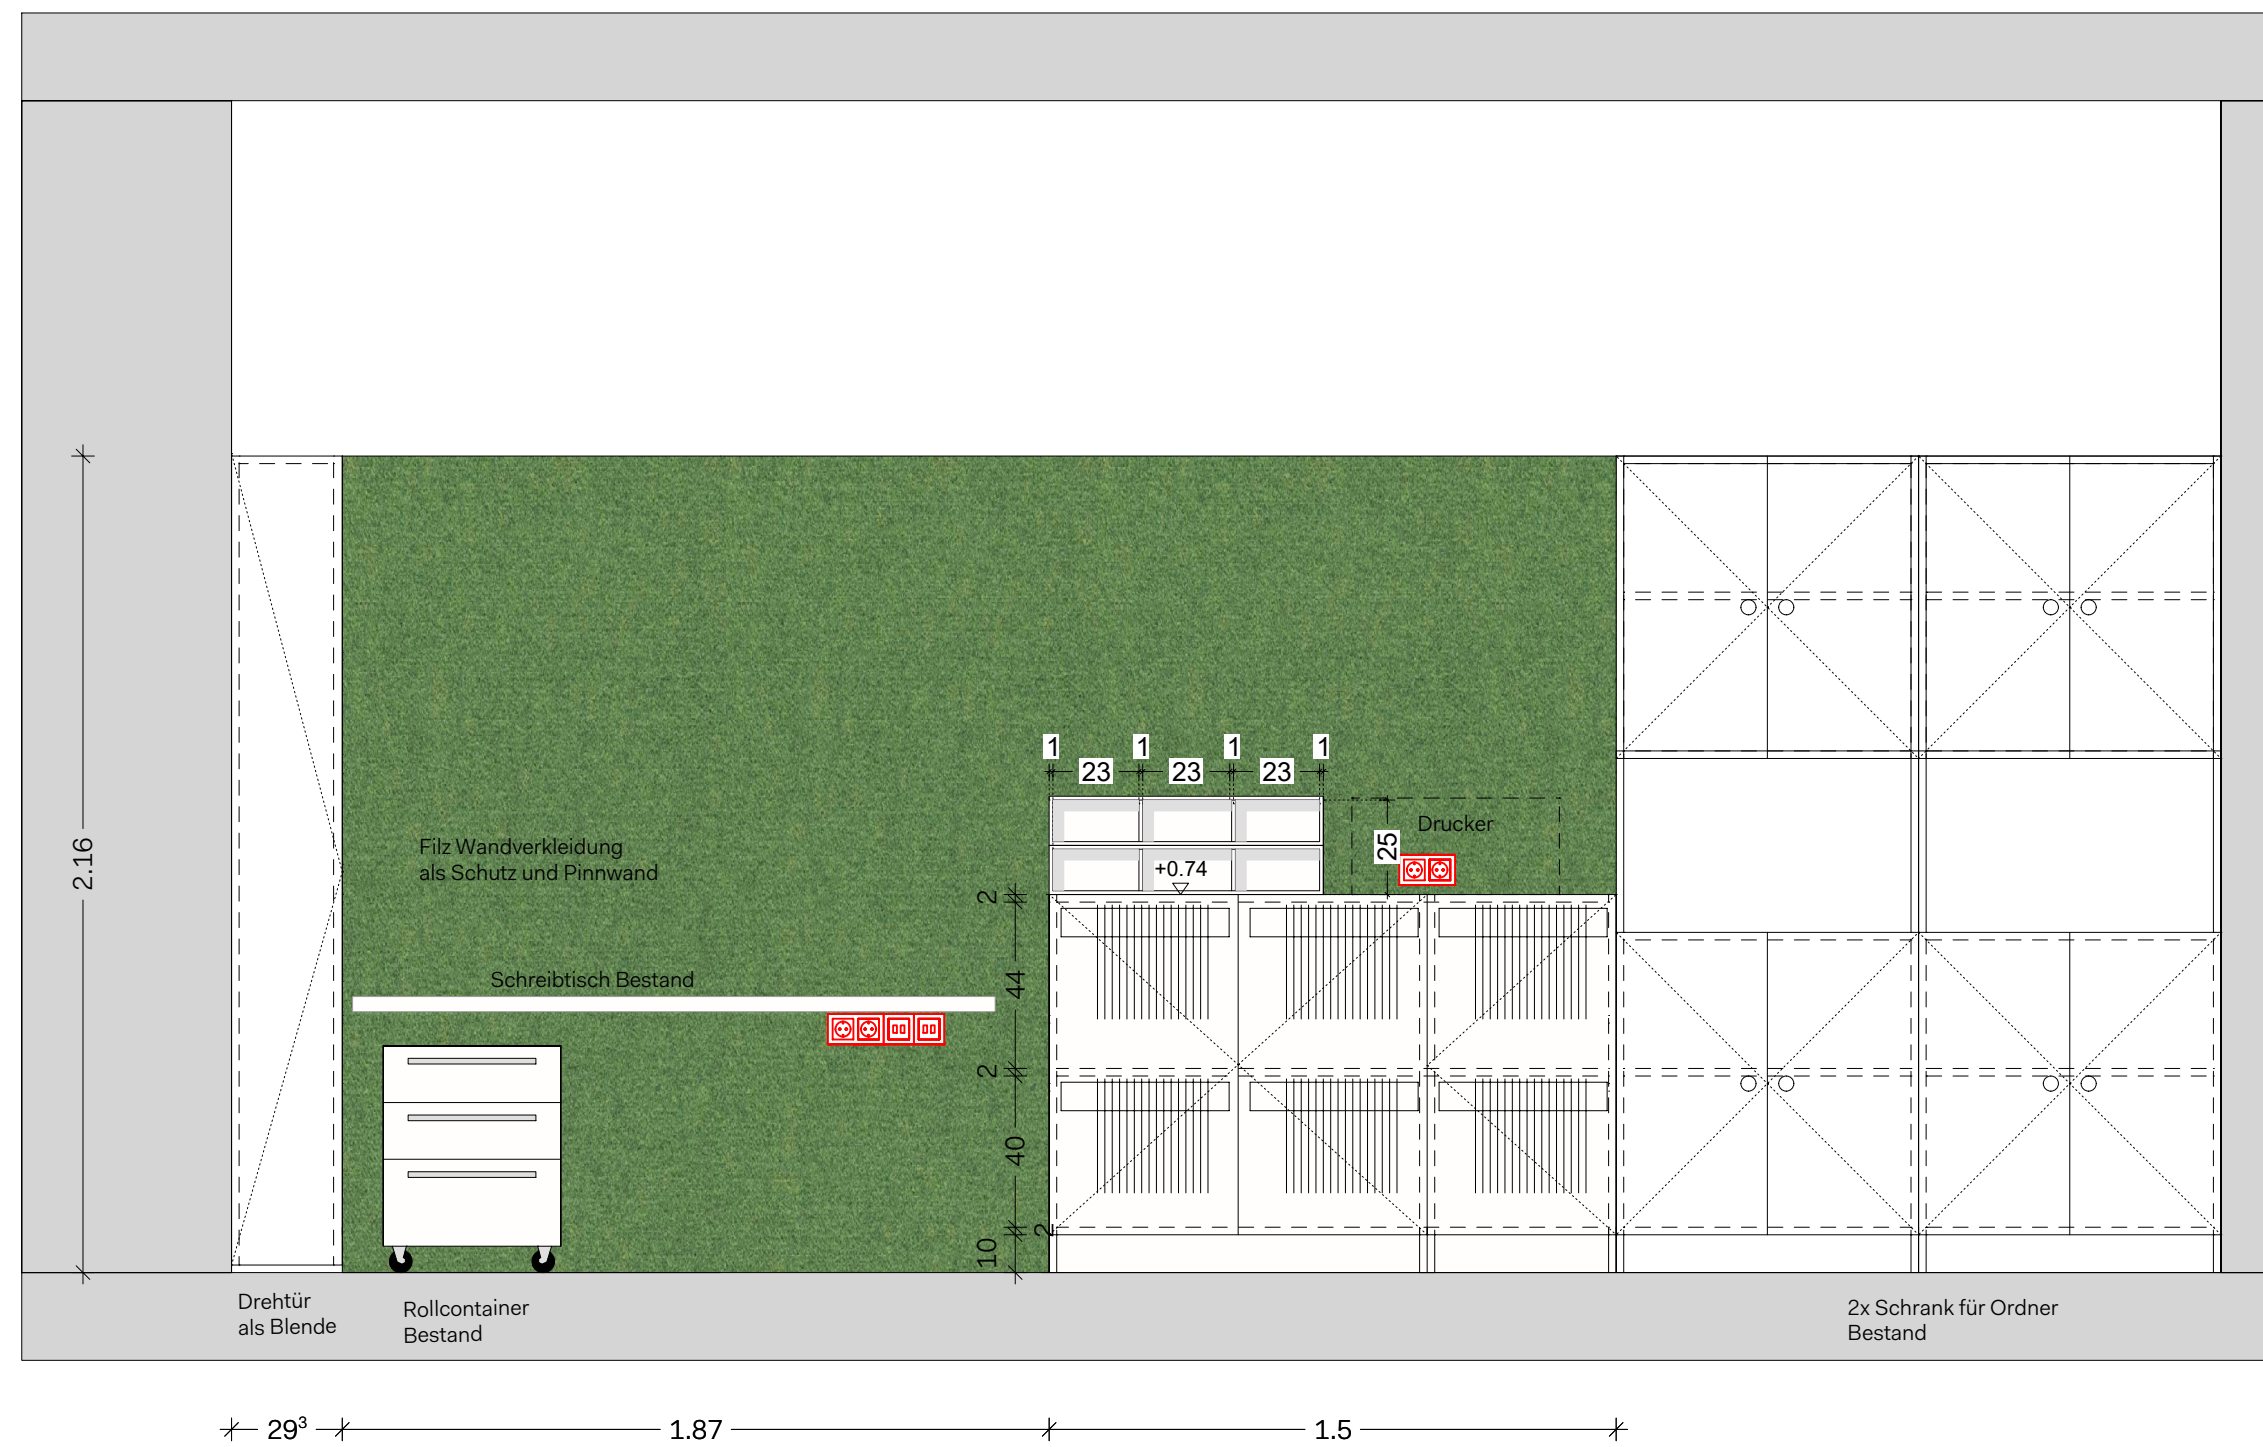 2.16
1 1 1 1
23 23 23
Drucker
25
Filz Wandverkleidung
als Schutz und Pinnwand
+0.74
2
Schreibtisch Bestand
44
2
40
2
10
Drehtür
als Blende
Rollcontainer
Bestand
2x Schrank für Ordner
Bestand
29³ 1.87 1.5